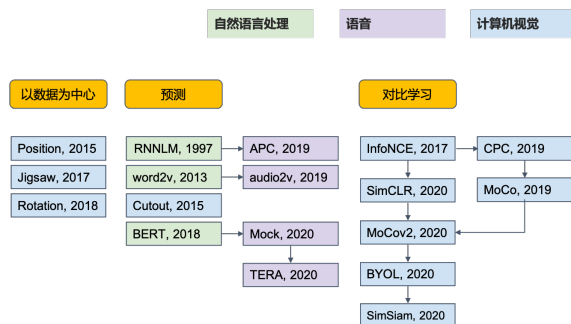 自然语言处理
语音
计算机视觉
以数据为中心
预测
对比学习
Position, 2015
Jigsaw, 2017
Rotation, 2018
RNNLM, 1997
APC, 2019
word2v, 2013
audio2v, 2019
Cutout, 2015
BERT, 2018
Mock, 2020
TERA, 2020
InfoNCE, 2017
CPC, 2019
SimCLR, 2020
MoCo, 2019
MoCov2, 2020
BYOL, 2020
SimSiam, 2020